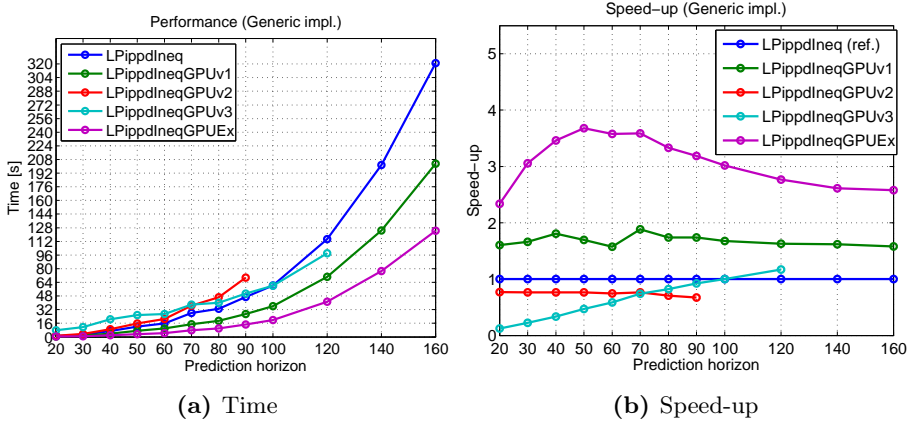 Performance (Generic impl.)
Time [s]
320
304
288
272
256
240
224
208
192
176
160
144
128
112
96
80
64
48
32
16
0
LPippdIneq
LPippdIneqGPUv1
LPippdIneqGPUv2
LPippdIneqGPUv3
LPippdIneqGPUEx
20 30 40 50 60 70 80 90 100 120 140 160
Prediction horizon
(a) Time
Speed-up (Generic impl.)
Speed-up
5
4
3
2
1
0
LPippdIneq (ref.)
LPippdIneqGPUv1
LPippdIneqGPUv2
LPippdIneqGPUv3
LPippdIneqGPUEx
20 30 40 50 60 70 80 90 100 120 140 160
Prediction horizon
(b) Speed-up